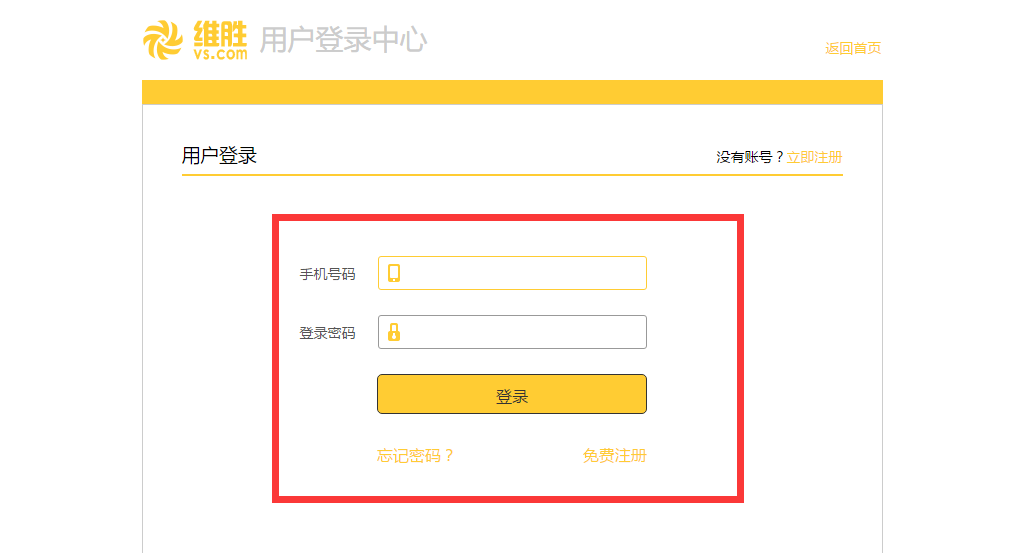 维胜
vs.com
用户登录中心
返回首页
用户登录
没有账号？立即注册
手机号码
登录密码
登录
忘记密码？
免费注册